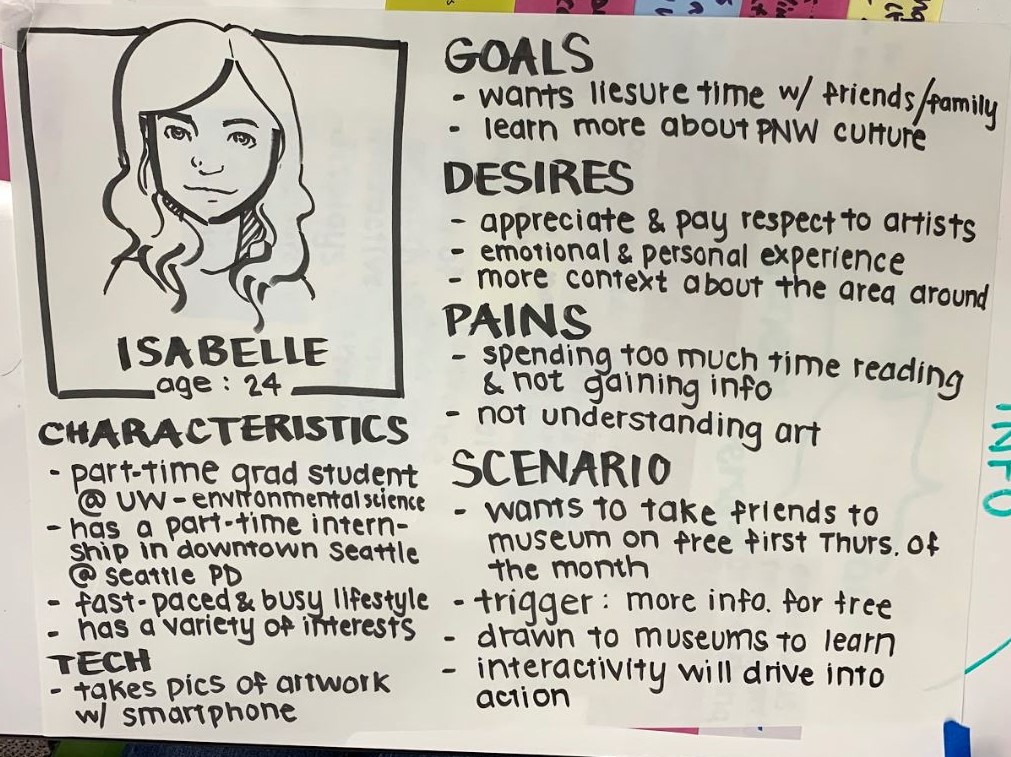 ISABELLE
age : 24
CHARACTERISTICS
- part-time grad student
@ UW - environmental science
- has a part-time intern-
ship in downtown Seattle
@ seattle PD
- fast-paced & busy lifestyle
- has a variety of interests
TECH
- takes pics of artwork
w/ smartphone
GOALS
- wants liesure time w/ friends/family
- learn more about PNW culture
DESIRES
- appreciate & pay respect to artists
- emotional & personal experience
- more context about the area around
PAINS
- spending too much time reading
& not gaining info
- not understanding art
SCENARIO
- wants to take friends to
museum on free first Thurs. of
the month
- trigger : more info. for free
- drawn to museums to learn
- interactivity will drive into
action
INFO